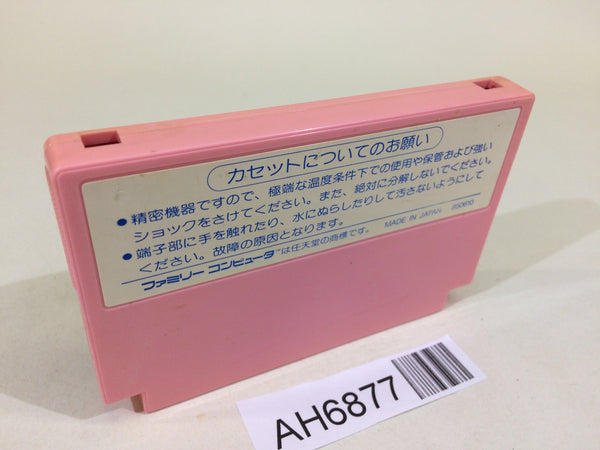 カセットについてのお願い
●精密機器ですので、極端な温度条件下での使用や保管および強い
ショックをさけてください。また、絶対に分解しないでください。
●端子部に手を触れたり、水にぬらしたりして汚さないようにして
ください。故障の原因となります。
ファミリー コンピュータ™は任天堂の商標です。 MADE IN JAPAN 850610
AH6877